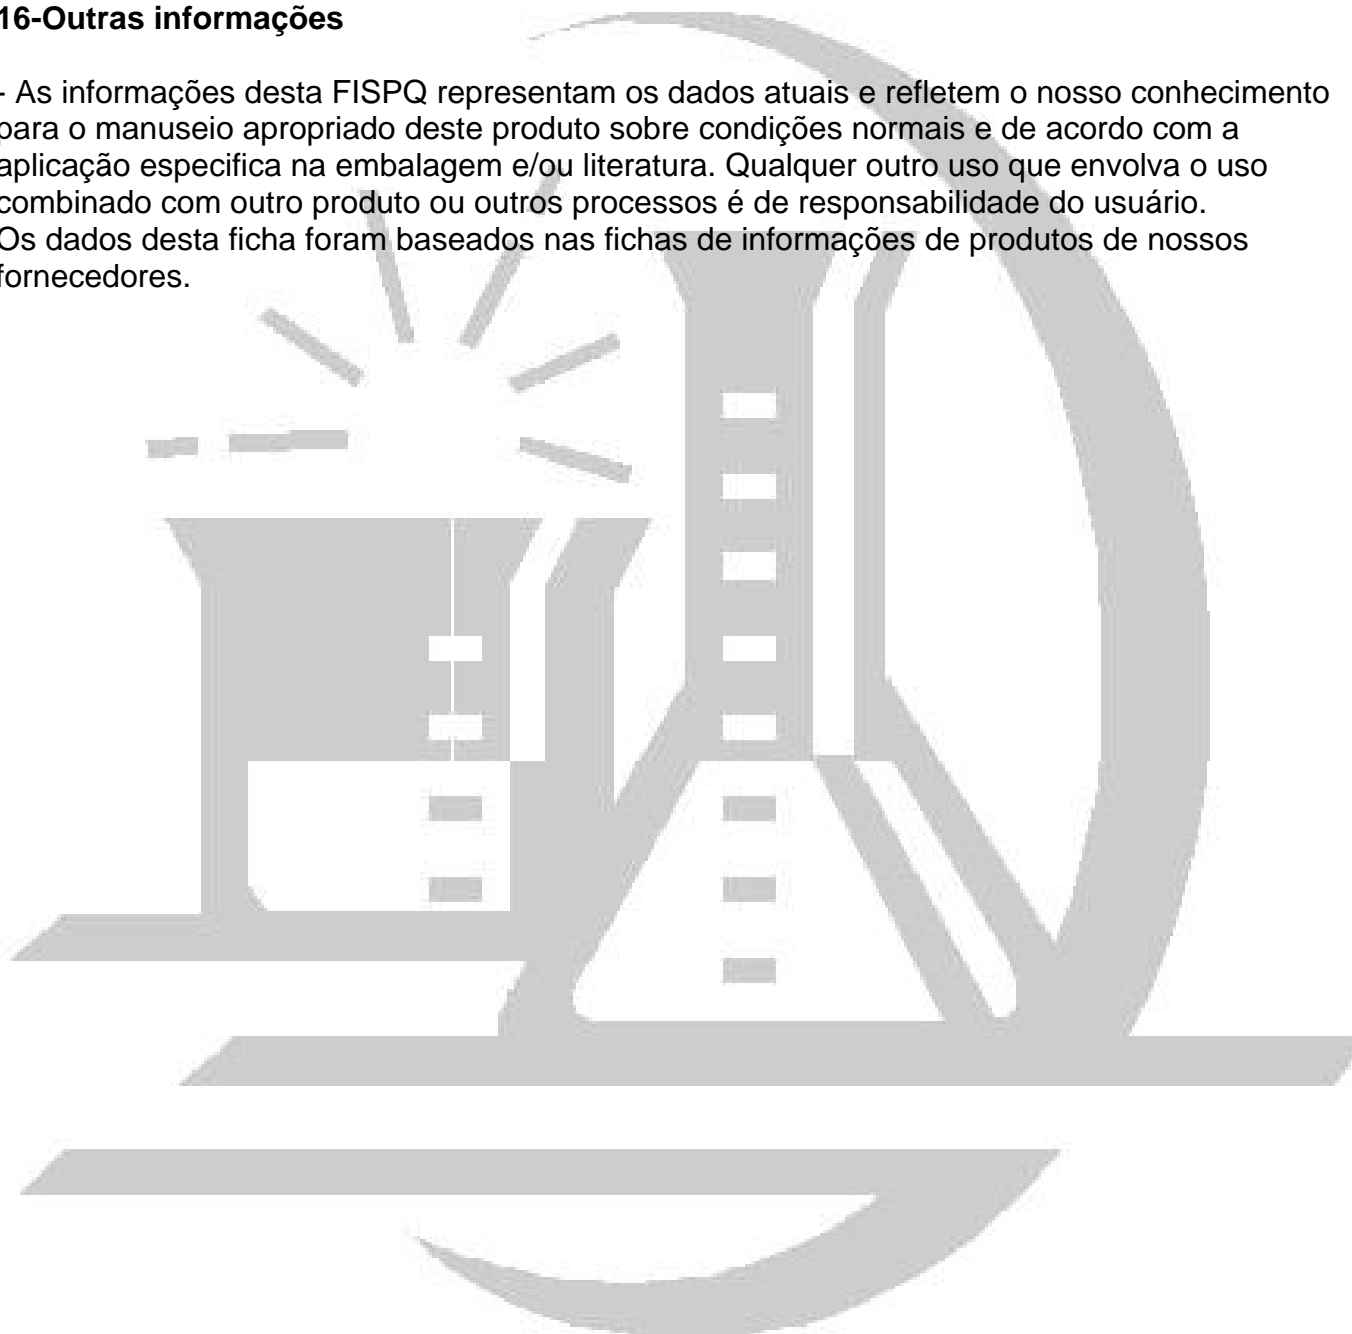 16-Outras informações
- As informações desta FISPQ representam os dados atuais e refletem o nosso conhecimento
para o manuseio apropriado deste produto sobre condições normais e de acordo com a
aplicação especifica na embalagem e/ou literatura. Qualquer outro uso que envolva o uso
combinado com outro produto ou outros processos é de responsabilidade do usuário.
Os dados desta ficha foram baseados nas fichas de informações de produtos de nossos
fornecedores.